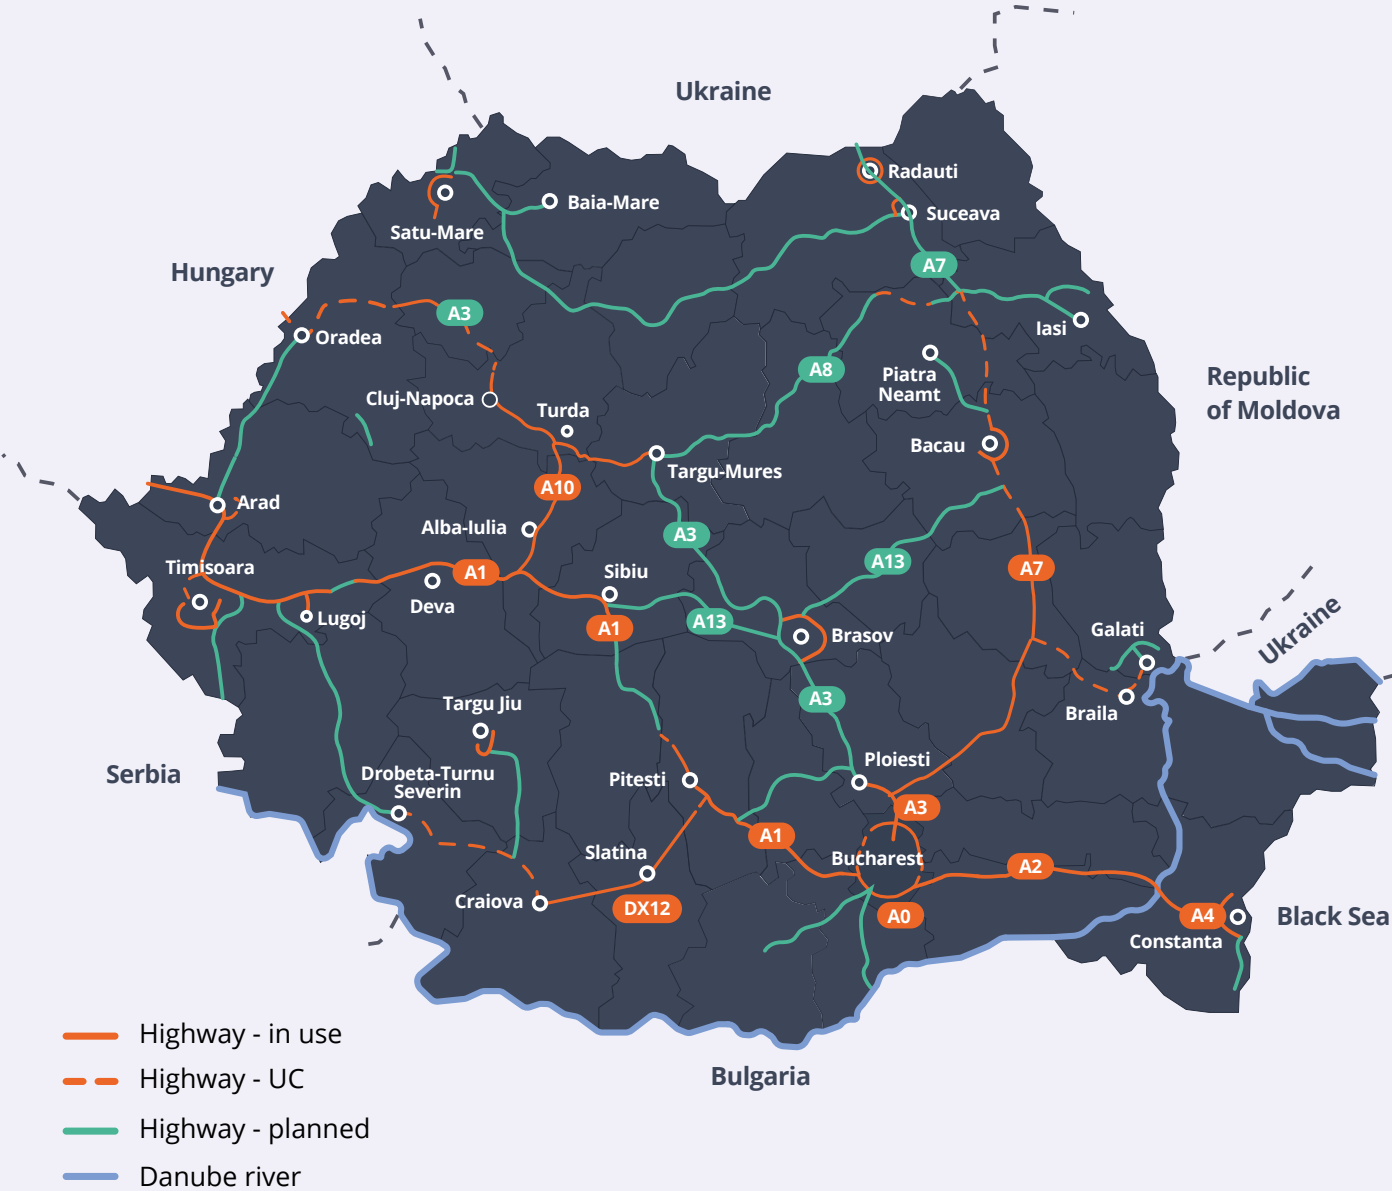 Ukraine
Radauti
Baia-Mare
Suceava
Satu-Mare
Hungary
A7
A3
Oradea
Iasi
A8
Piatra
Neamt
Republic
of Moldova
Cluj-Napoca
Turda
Bacau
Targu-Mures
A10
Arad
Alba-Iulia
A3
A13
Timisoara
A1
Sibiu
A7
Deva
Lugoj
A1
A13
Brasov
Galati
Ukraine
Targu Jiu
A3
Braila
Serbia
Drobeta-Turnu
Severin
Pitesti
Ploiesti
A3
A1
Slatina
Bucharest
A2
Craiova
DX12
A0
A4
Black Sea
Constanta
Highway - in use
Highway - UC
Bulgaria
Highway - planned
Danube river